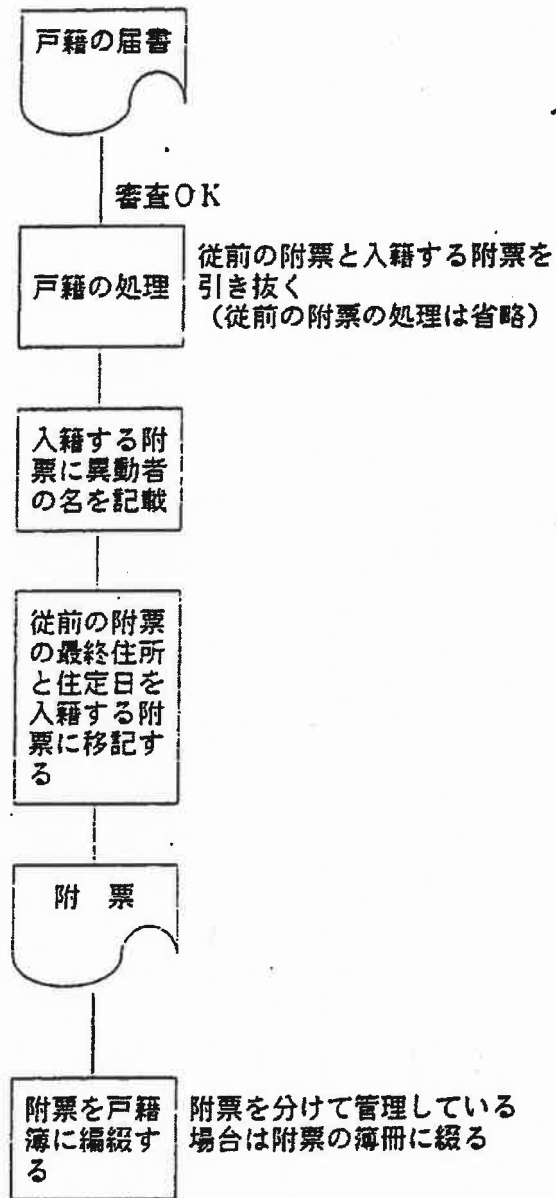 戸籍の届書
審査OK
戸籍の処理
従前の附票と入籍する附票を
引き抜く
（従前の附票の処理は省略）
入籍する附
票に異動者
の名を記載
従前の附票
の最終住所
と住定日を
入籍する附
票に移記す
る
附　票
附票を戸籍
簿に編綴す
る
附票を分けて管理している
場合は附票の簿冊に綴る